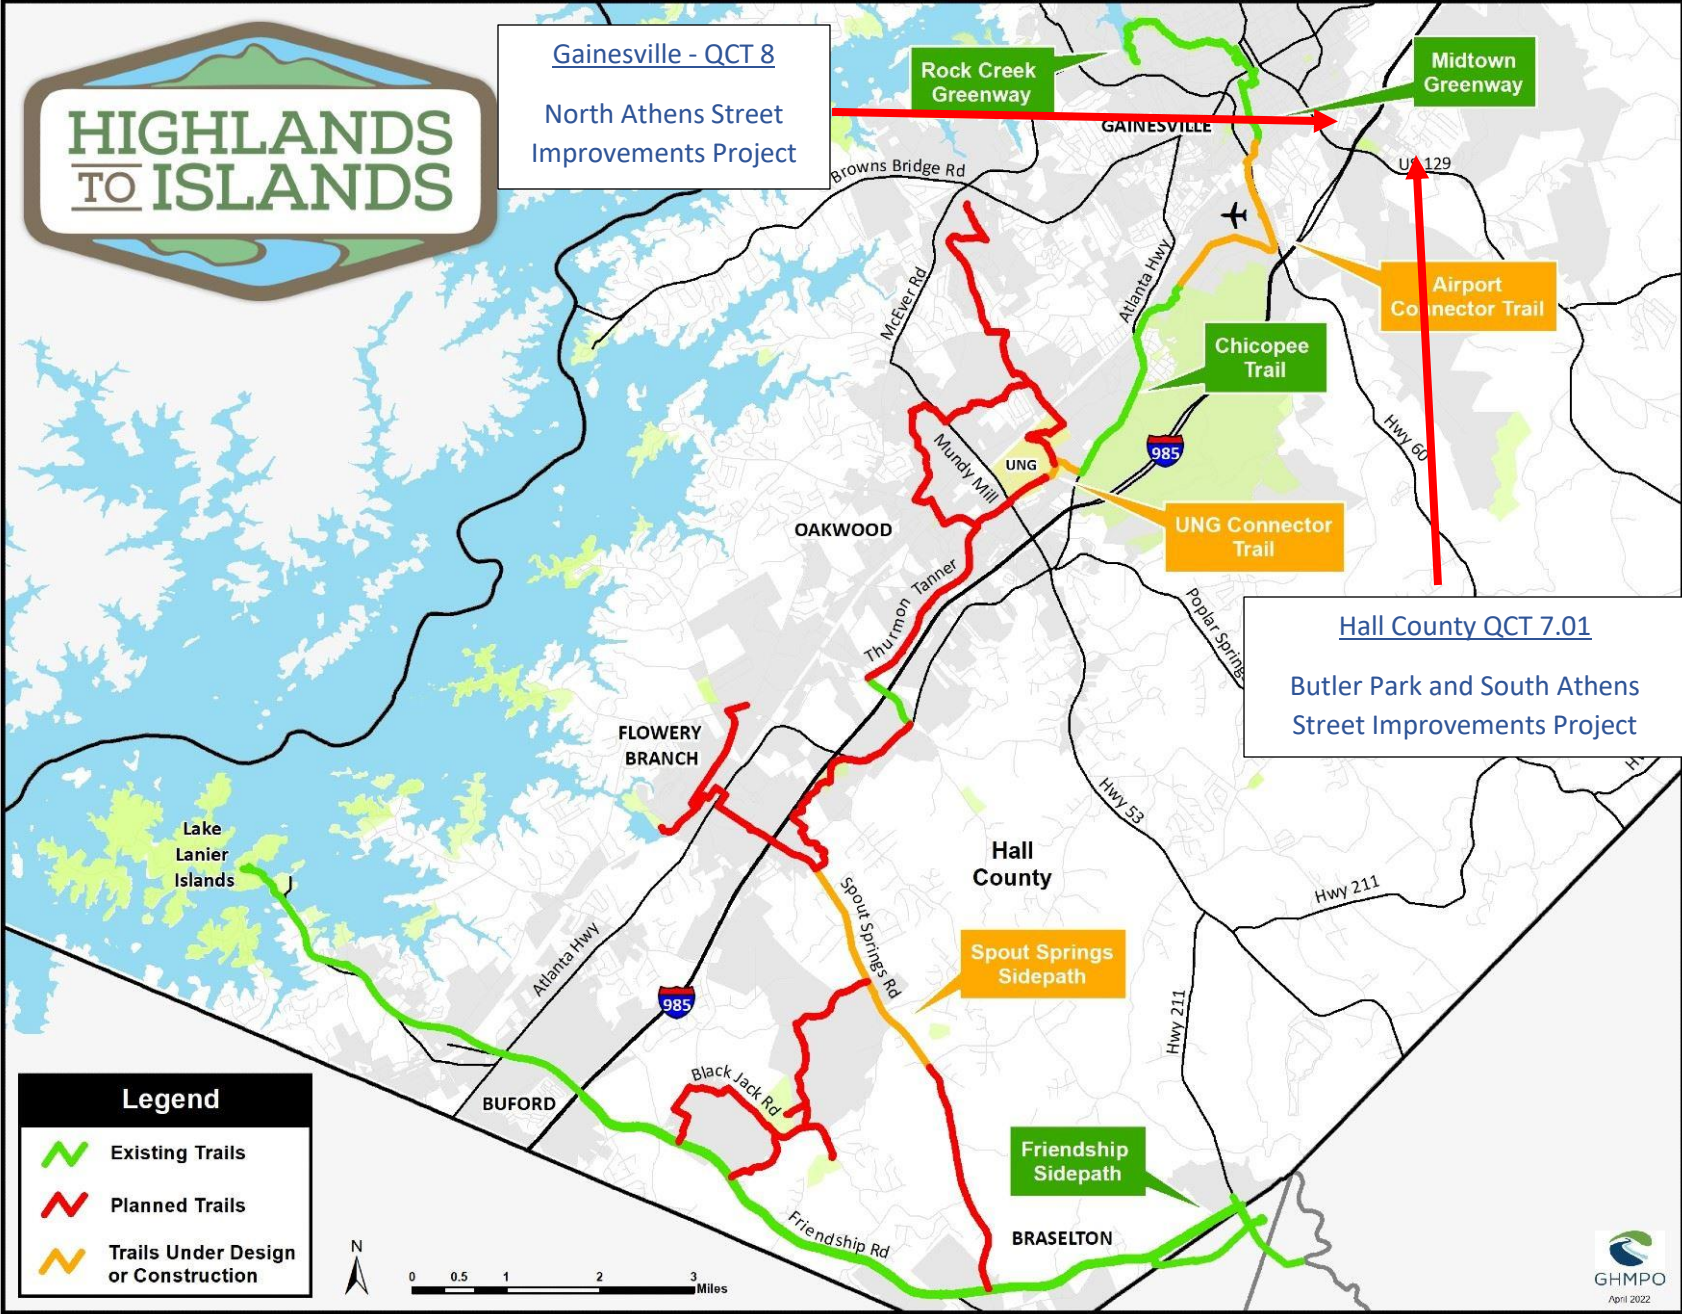 HIGHLANDS
TO ISLANDS
Gainesville - QCT 8
North Athens Street
Improvements Project
Rock Creek
Greenway
Midtown
Greenway
GAINESVILLE
US 129
Browns Bridge Rd
McEver Rd
Atlanta Hwy
Airport
Connector Trail
Chicopee
Trail
Hwy 60
985
Mundy Mill
UNG
OAKWOOD
UNG Connector
Trail
Thurmon Tanner
Poplar Spring
Hall County QCT 7.01
Butler Park and South Athens
Street Improvements Project
FLOWERY
BRANCH
Hwy 53
Lake
Lanier
Islands
Hall
County
Hwy 211
Spout Springs Rd
Atlanta Hwy
Spout Springs
Sidepath
985
Hwy 211
Black Jack Rd
BUFORD
Friendship
Sidepath
Friendship Rd
BRASELTON
Legend
Existing Trails
Planned Trails
Trails Under Design
or Construction
N
0 0.5 1 2 3
Miles
GHMPO
April 2022